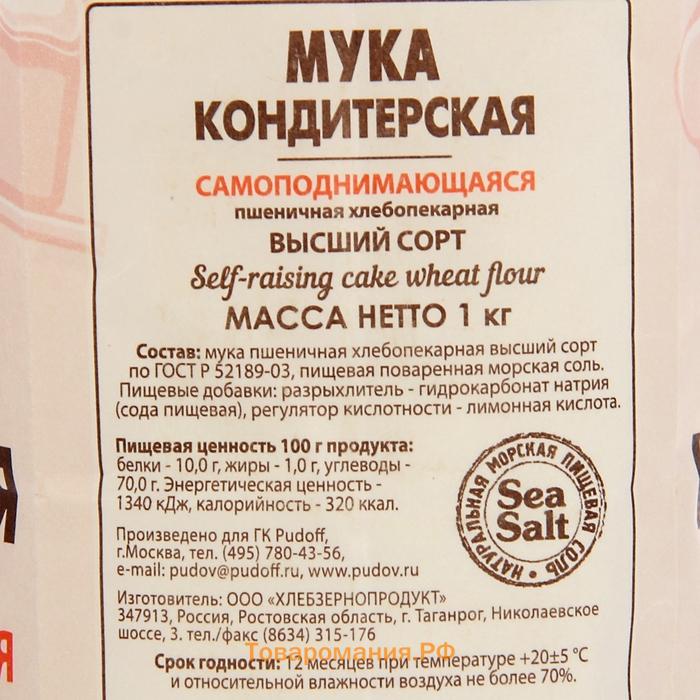 МУКА
КОНДИТЕРСКАЯ
САМОПОДНИМАЮЩАЯСЯ
пшеничная хлебопекарная
ВЫСШИЙ СОРТ
Self-raising cake wheat flour
МАССА НЕТТО 1 кг
Состав: мука пшеничная хлебопекарная высший сорт
по ГОСТ Р 52189-03, пищевая поваренная морская соль.
Пищевые добавки: разрыхлитель - гидрокарбонат натрия
(сода пищевая), регулятор кислотности - лимонная кислота.
Пищевая ценность 100 г продукта:
белки - 10,0 г, жиры - 1,0 г, углеводы -
70,0 г. Энергетическая ценность -
1340 кДж, калорийность - 320 ккал.
НАТУРАЛЬНАЯ МОРСКАЯ ПИЩЕВАЯ СОЛЬ •
Sea
Salt
Произведено для ГК Pudoff,
г.Москва, тел. (495) 780-43-56,
e-mail: pudov@pudoff.ru, www.pudov.ru
Изготовитель: ООО «ХЛЕБЗЕРНОПРОДУКТ»
347913, Россия, Ростовская область, г. Таганрог, Николаевское
шоссе, 3. тел./факс (8634) 315-176
Товаромания.РФ
Срок годности: 12 месяцев при температуре +20±5 °С
и относительной влажности воздуха не более 70%.